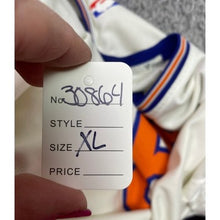 No. 30864
STYLE
SIZE XL
PRICE